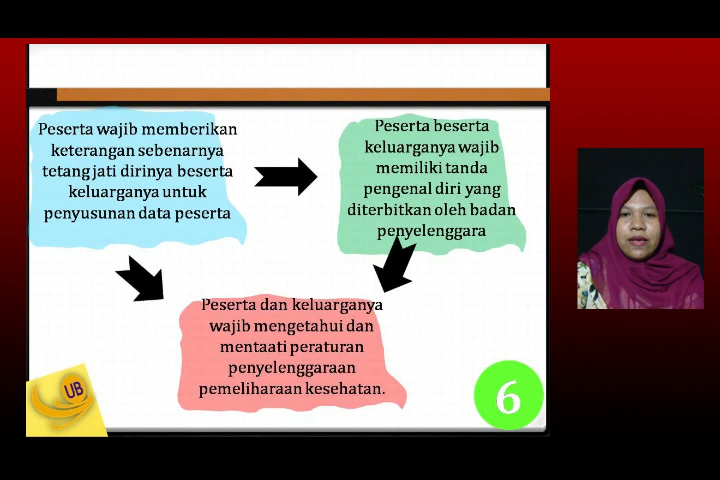 Peserta wajib memberikan
keterangan sebenarnya
tetang jati dirinya beserta
keluarganya untuk
penyusunan data peserta
Peserta beserta
keluarganya wajib
memiliki tanda
pengenal diri yang
diterbitkan oleh badan
penyelenggara
Peserta dan keluarganya
wajib mengetahui dan
mentaati peraturan
penyelenggaraan
pemeliharaan kesehatan.
UB
6